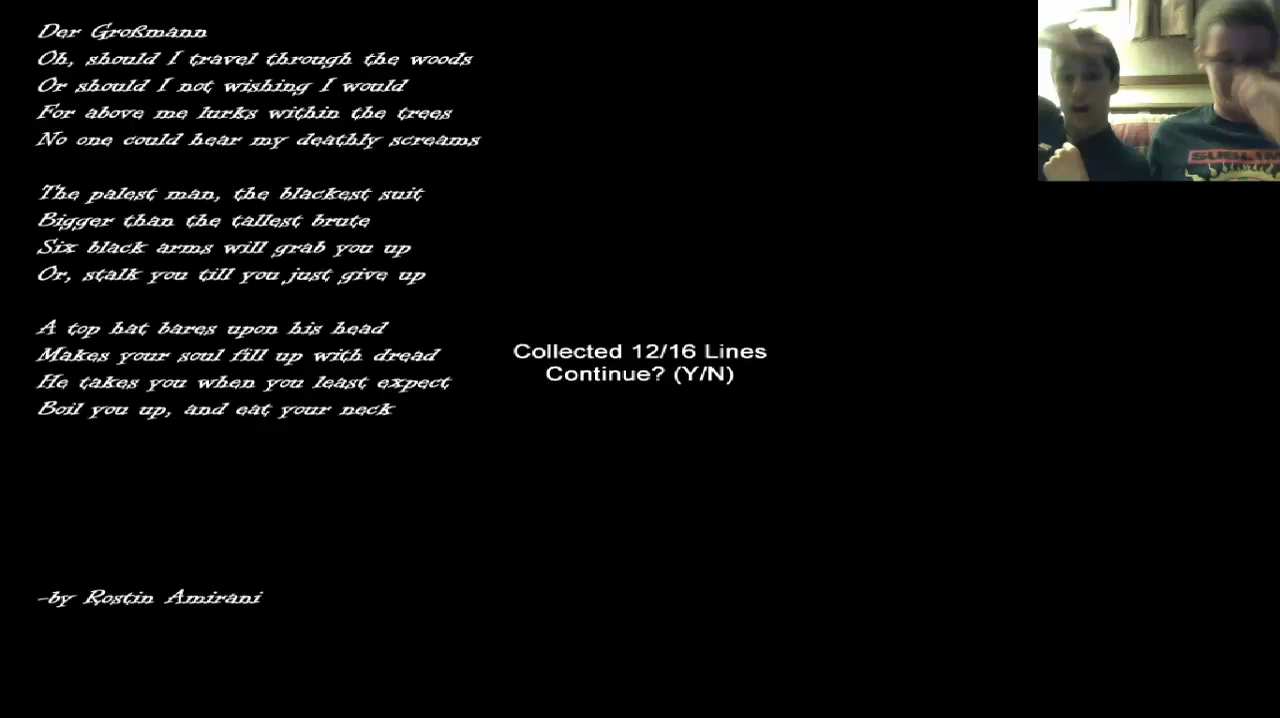 Der Großmann
Oh, should I travel through the woods
Or should I not wishing I would
For above me lurks within the trees
No one could hear my deathly screams
The palest man, the blackest suit
Bigger than the tallest brute
Six black arms will grab you up
Or, stalk you till you just give up
A top hat bares upon his head
Makes your soul fill up with dread
He takes you when you least expect
Boil you up, and eat your neck
-by Rostin Amirani
Collected 12/16 Lines
Continue? (Y/N)
SUBLIM